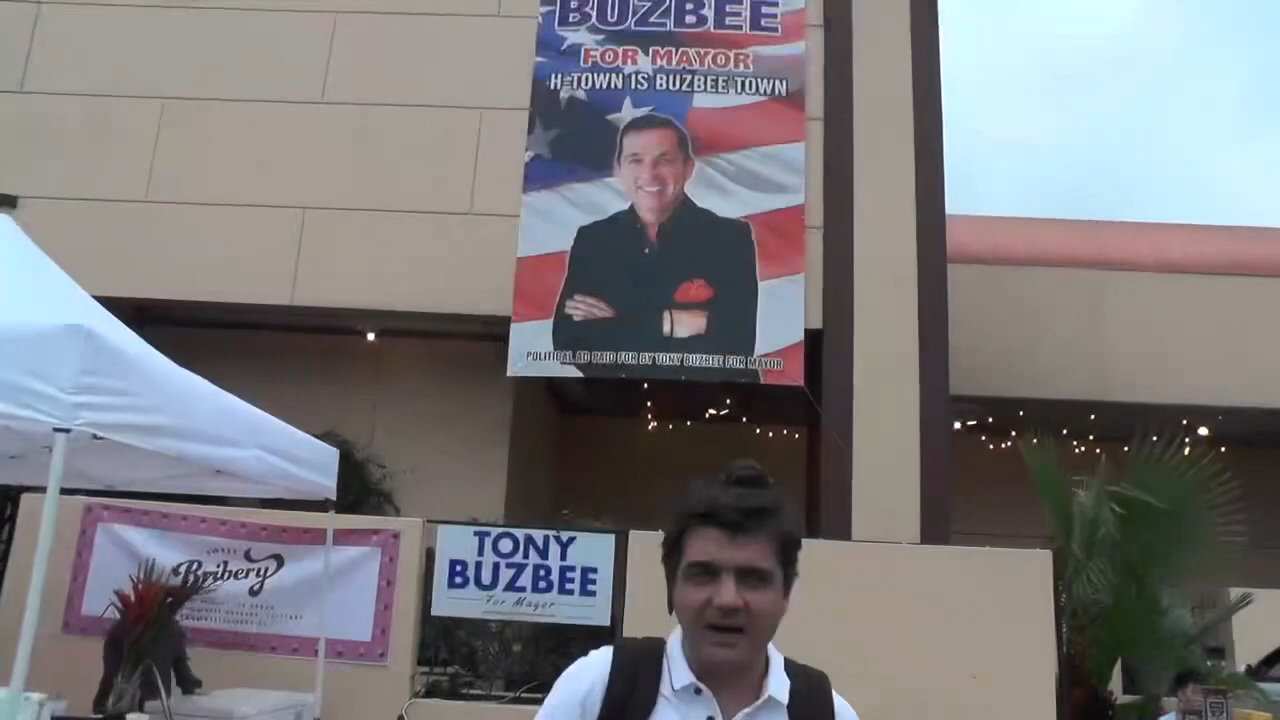 BUZBEE
FOR MAYOR
H-TOWN IS BUZBEE TOWN
POLITICAL AD PAID FOR BY TONY BUZBEE FOR MAYOR
TONY
BUZBEE
For Mayor
Bribery